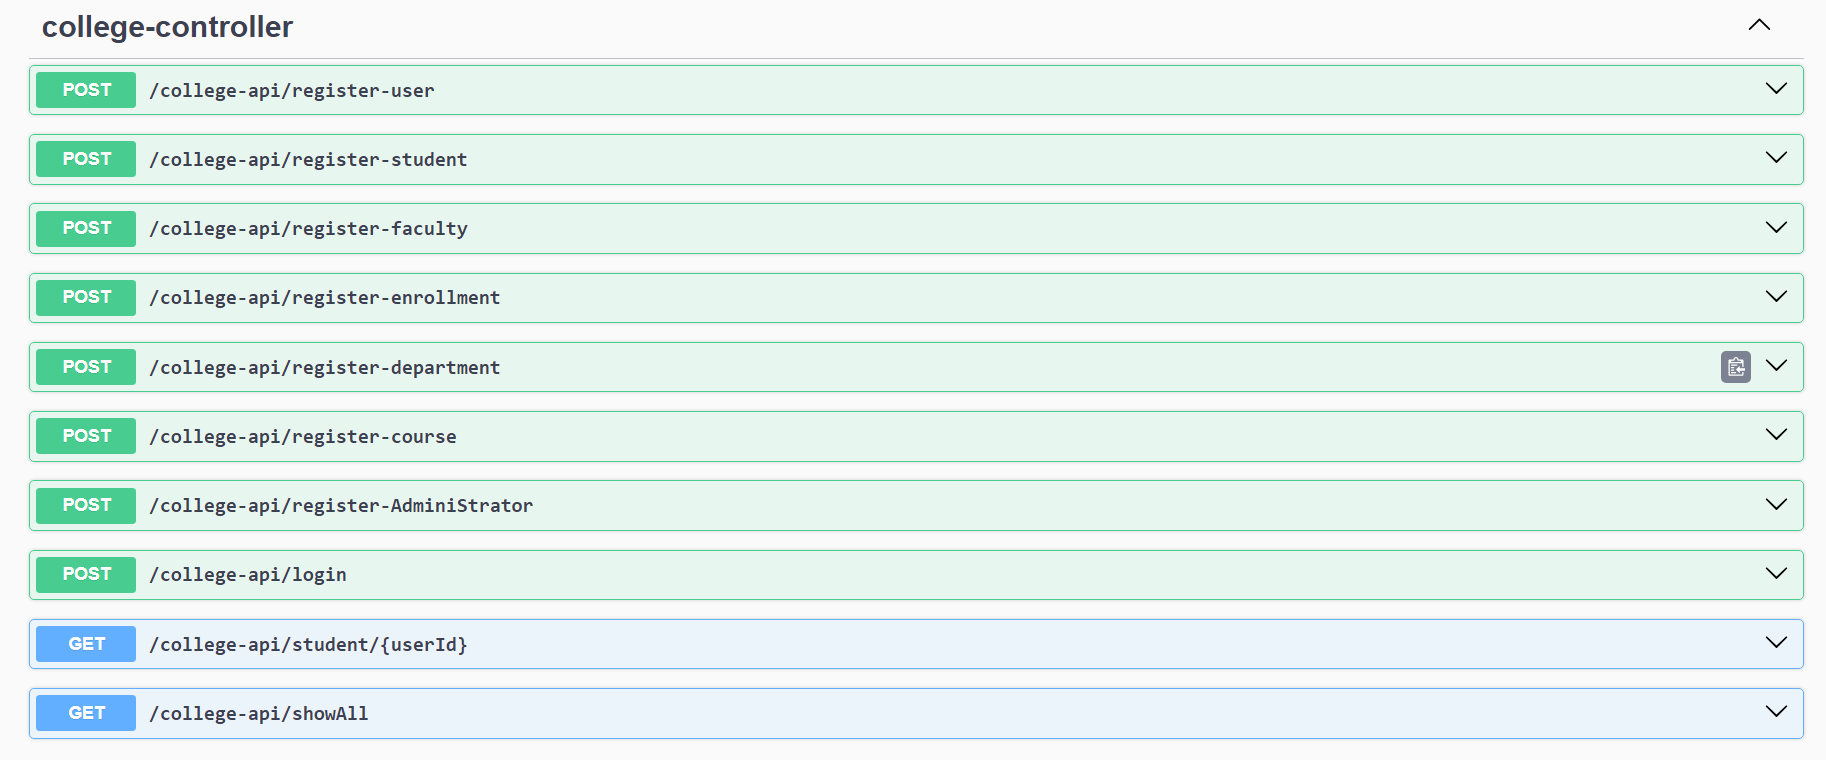 college-controller
POST /college-api/register-user
POST /college-api/register-student
POST /college-api/register-faculty
POST /college-api/register-enrollment
POST /college-api/register-department
POST /college-api/register-course
POST /college-api/register-AdminiStrator
POST /college-api/login
GET /college-api/student/{userId}
GET /college-api/showAll